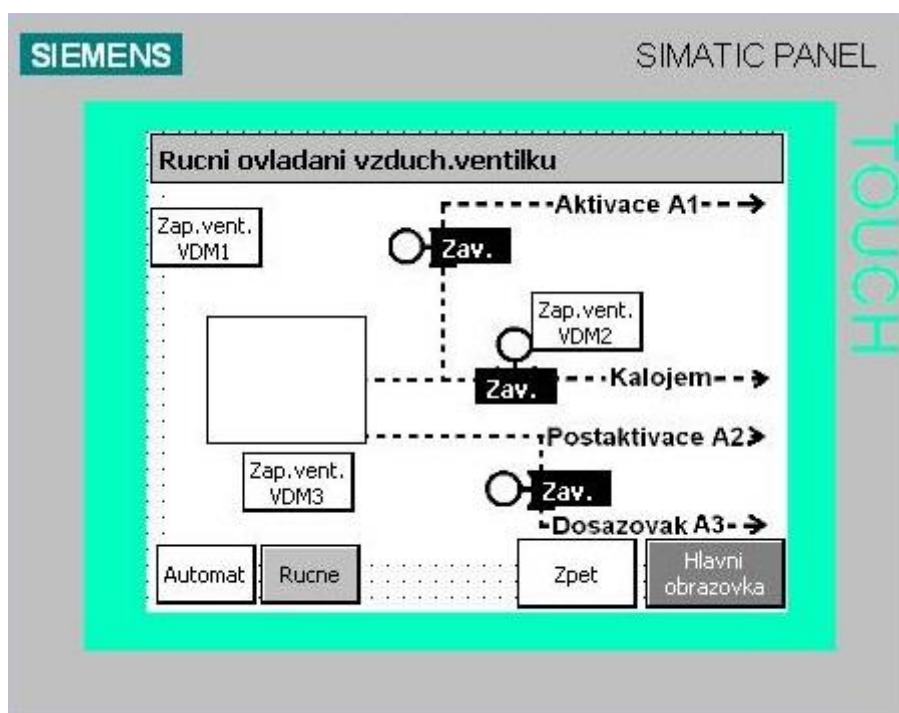 SIEMENS
SIMATIC PANEL
TOUCH
Rucni ovladani vzduch.ventilku
Aktivace A1
Zap.vent.
VDM1
Zav.
Zap.vent.
VDM2
Kalojem
Zav.
Postaktivace A2
Zap.vent.
VDM3
Zav.
Dosazovak A3
Automat
Rucne
Zpet
Hlavni
obrazovka